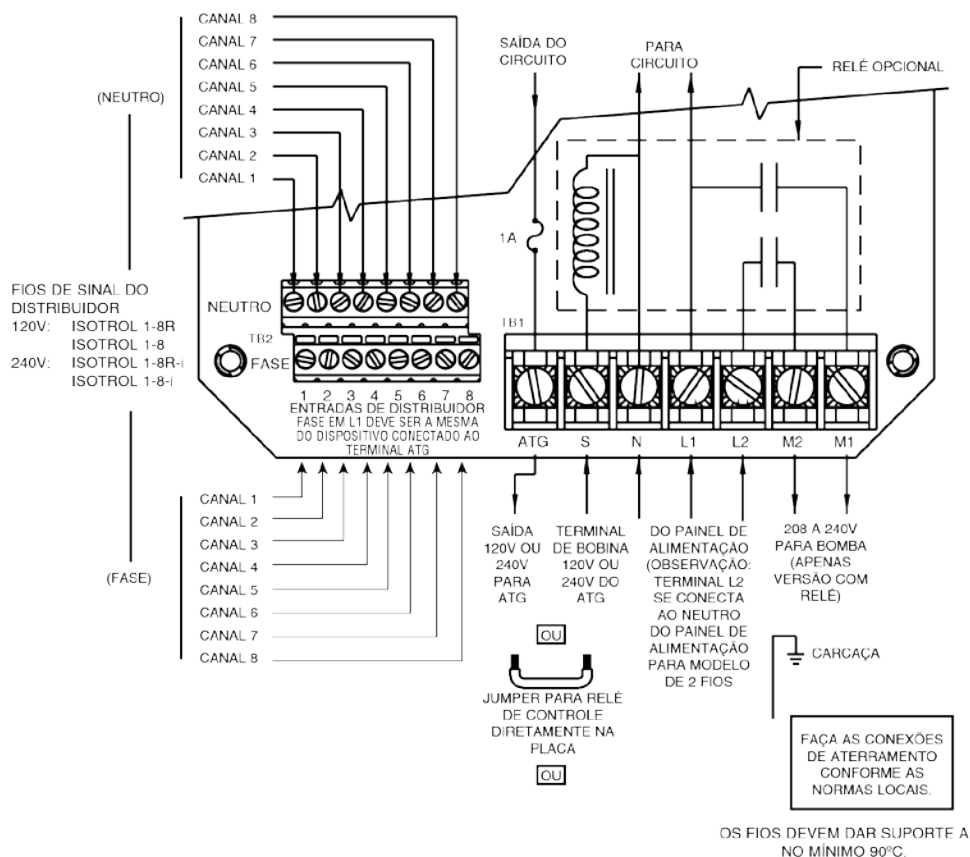 CANAL 8
CANAL 7
CANAL 6
CANAL 5
CANAL 4
CANAL 3
CANAL 2
CANAL 1
(NEUTRO)
SAÍDA DO
CIRCUITO
PARA
CIRCUITO
RELÉ OPCIONAL
1A
FIOS DE SINAL DO
DISTRIBUIDOR
120V: ISOTROL 1-8R
ISOTROL 1-8
240V: ISOTROL 1-8R-i
ISOTROL 1-8-i
NEUTRO
TB2
FASE
TB1
1 2 3 4 5 6 7 8
ENTRADAS DE DISTRIBUIDOR
FASE EM L1 DEVE SER A MESMA
DO DISPOSITIVO CONECTADO AO
TERMINAL ATG
ATG S N L1 L2 M2 M1
CANAL 1
CANAL 2
CANAL 3
CANAL 4
CANAL 5
CANAL 6
CANAL 7
CANAL 8
(FASE)
SAÍDA
120V OU
240V
PARA
ATG
TERMINAL
DE BOBINA
120V OU
240V DO
ATG
DO PAINEL DE
ALIMENTAÇÃO
(OBSERVAÇÃO:
TERMINAL L2
SE CONECTA
AO NEUTRO
DO PAINEL DE
ALIMENTAÇÃO
PARA MODELO
DE 2 FIOS
208 A 240V
PARA BOMBA
(APENAS
VERSÃO COM
RELÉ)
OU
JUMPER PARA RELÉ
DE CONTROLE
DIRETAMENTE NA
PLACA
OU
CARCAÇA
FAÇA AS CONEXÕES
DE ATERRAMENTO
CONFORME AS
NORMAS LOCAIS.
OS FIOS DEVEM DAR SUPORTE A
NO MÍNIMO 90ºC.